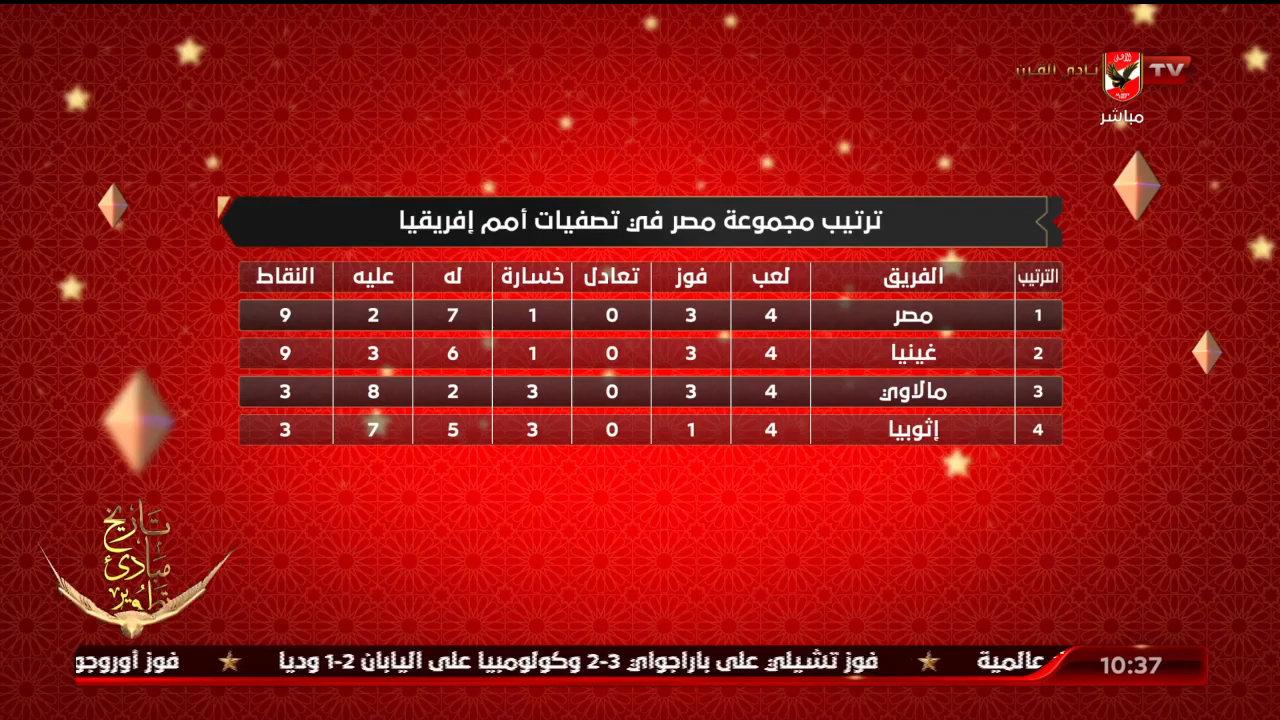 نادي القرن TV
مباشر
ترتيب مجموعة مصر في تصفيات أمم إفريقيا
الترتيب الفريق لعب فوز تعادل خسارة له عليه النقاط
1 مصر 4 3 0 1 7 2 9
2 غينيا 4 3 0 1 6 3 9
3 مالاوي 4 3 0 3 2 8 3
4 إثوبيا 4 1 0 3 5 7 3
تاريخ
مبادئ
تطوير
10:37 عالمية ★ فوز تشيلي على باراجواي 3-2 وكولومبيا على اليابان 2-1 وديا ★ فوز أوروجو